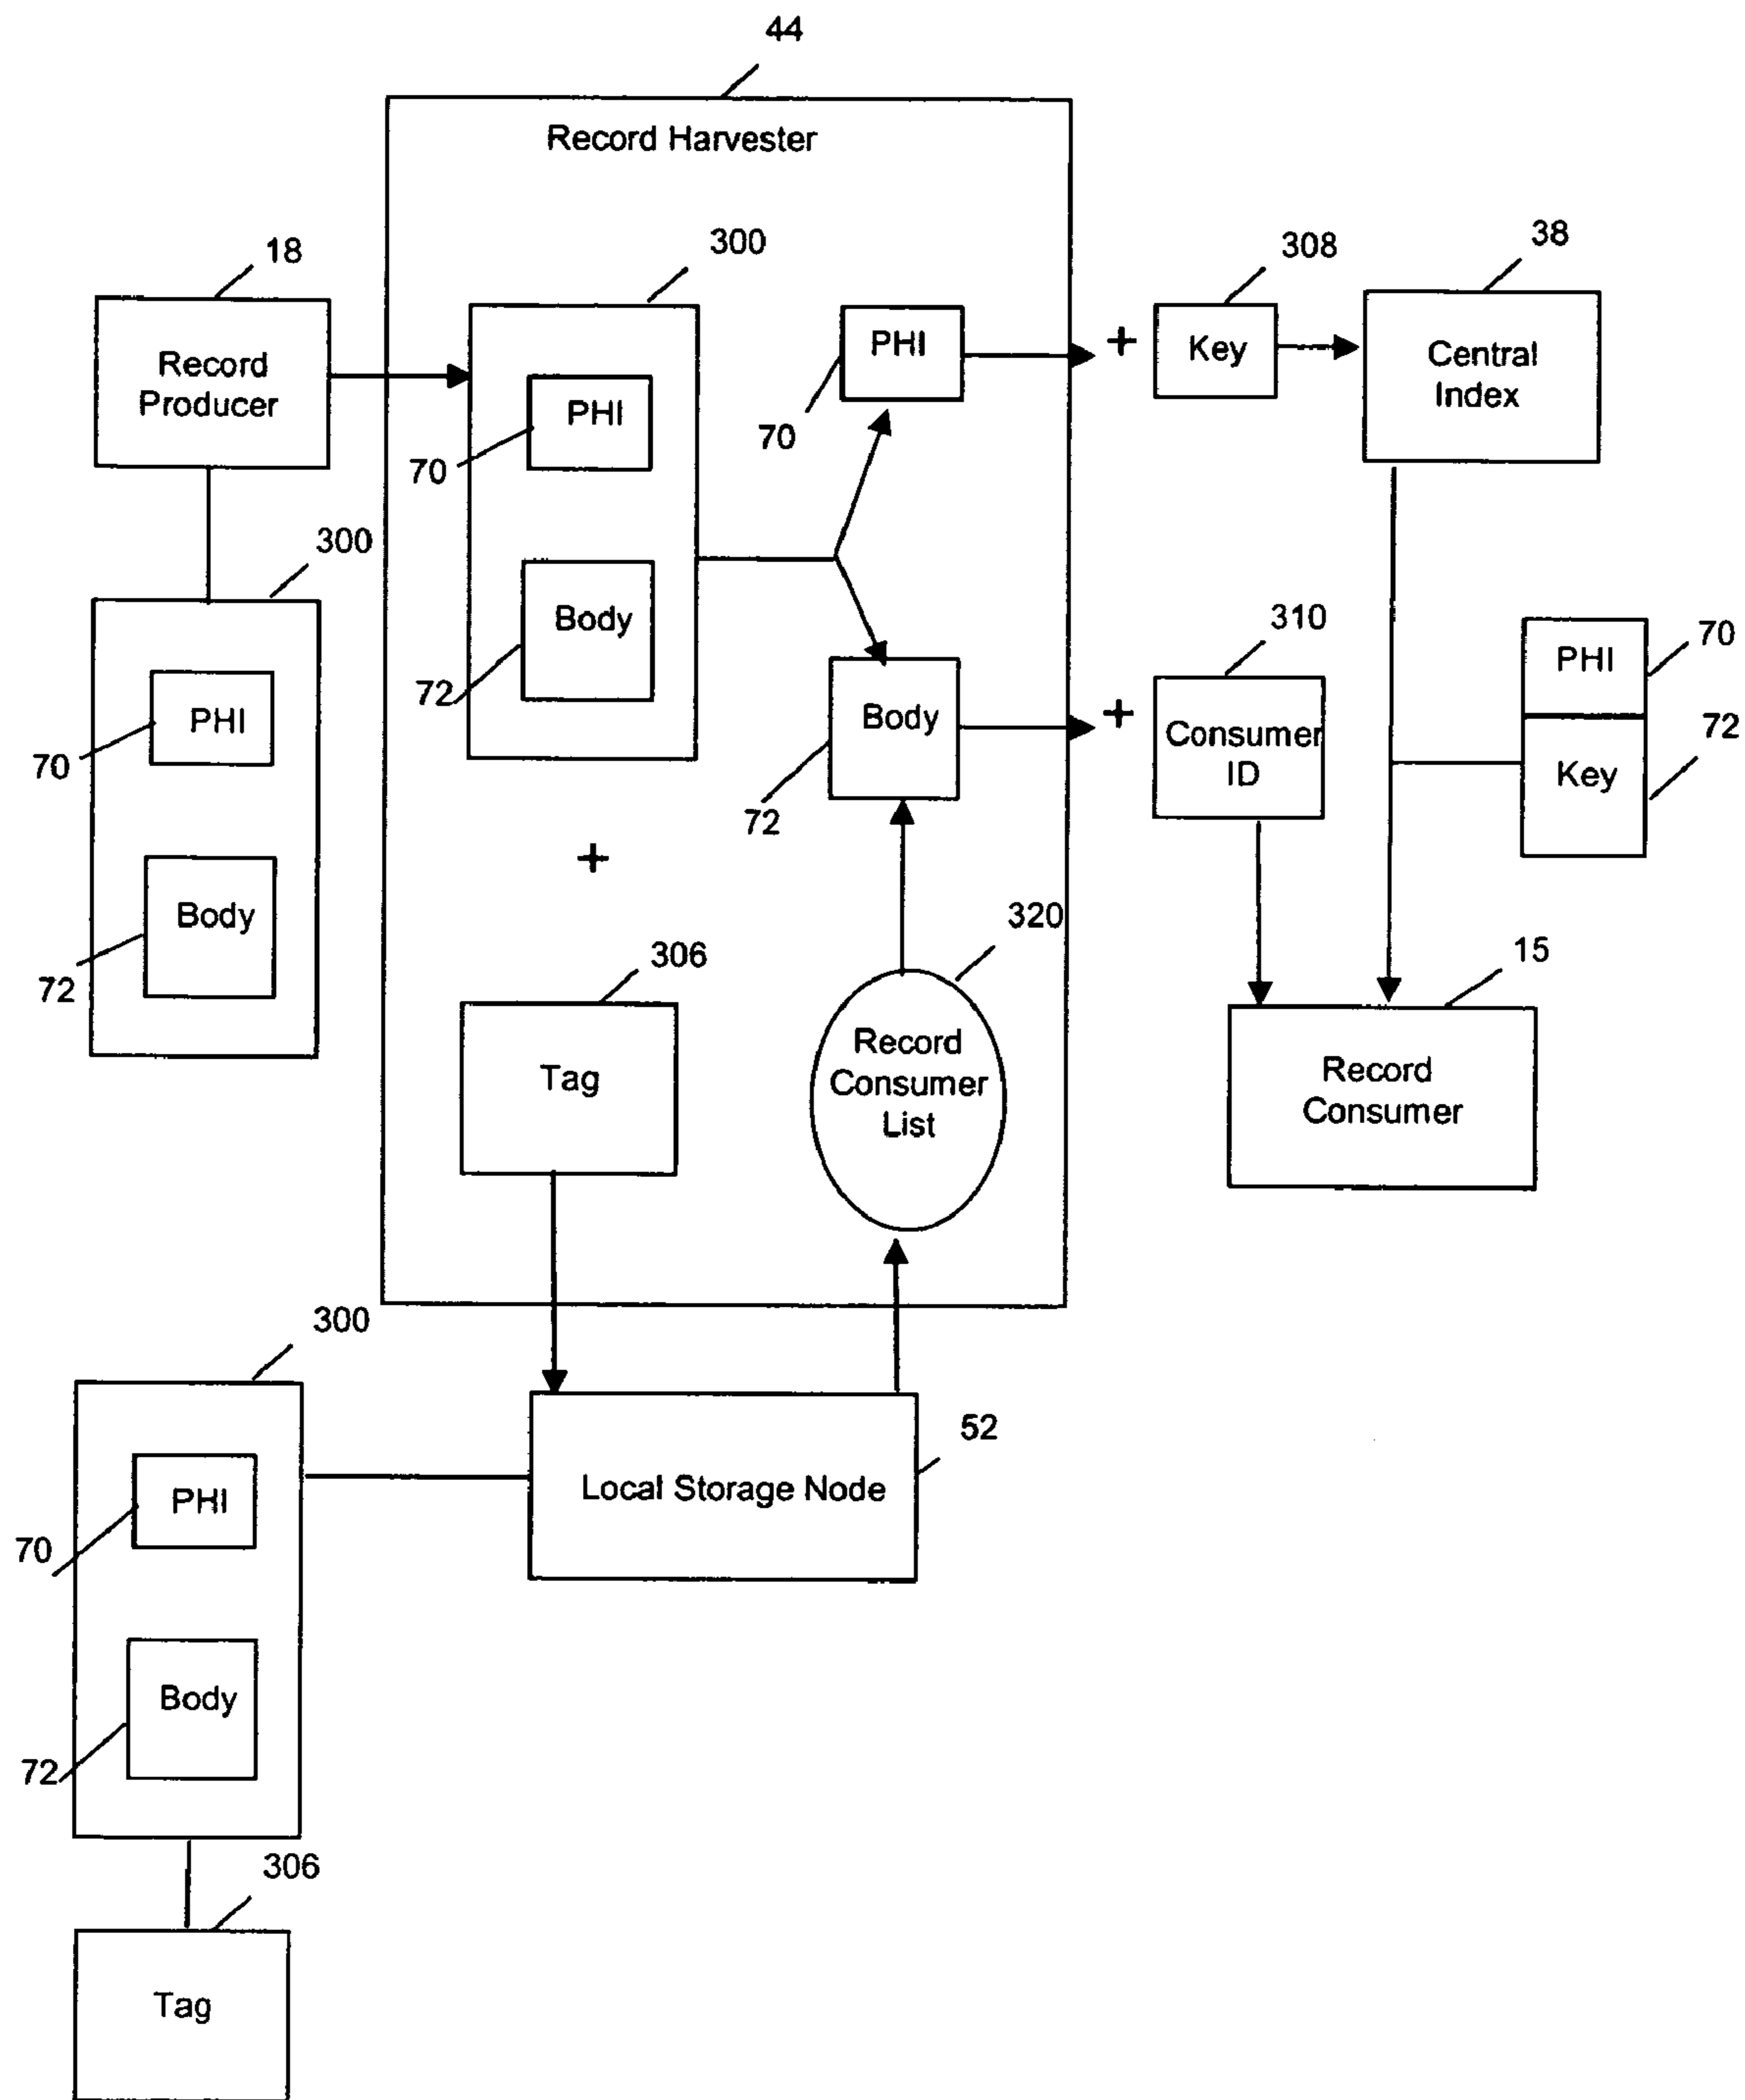 44
Record Harvester
18
300
308
38
Record
Producer
PHI
70
PHI
70
+
Key
Central
Index
300
Body
72
310
PHI
70
PHI
70
Body
72
+
Consumer
ID
Key
72
Body
72
+
306
320
15
Tag
Record
Consumer
List
Record
Consumer
300
52
PHI
70
Local Storage Node
Body
72
306
Tag